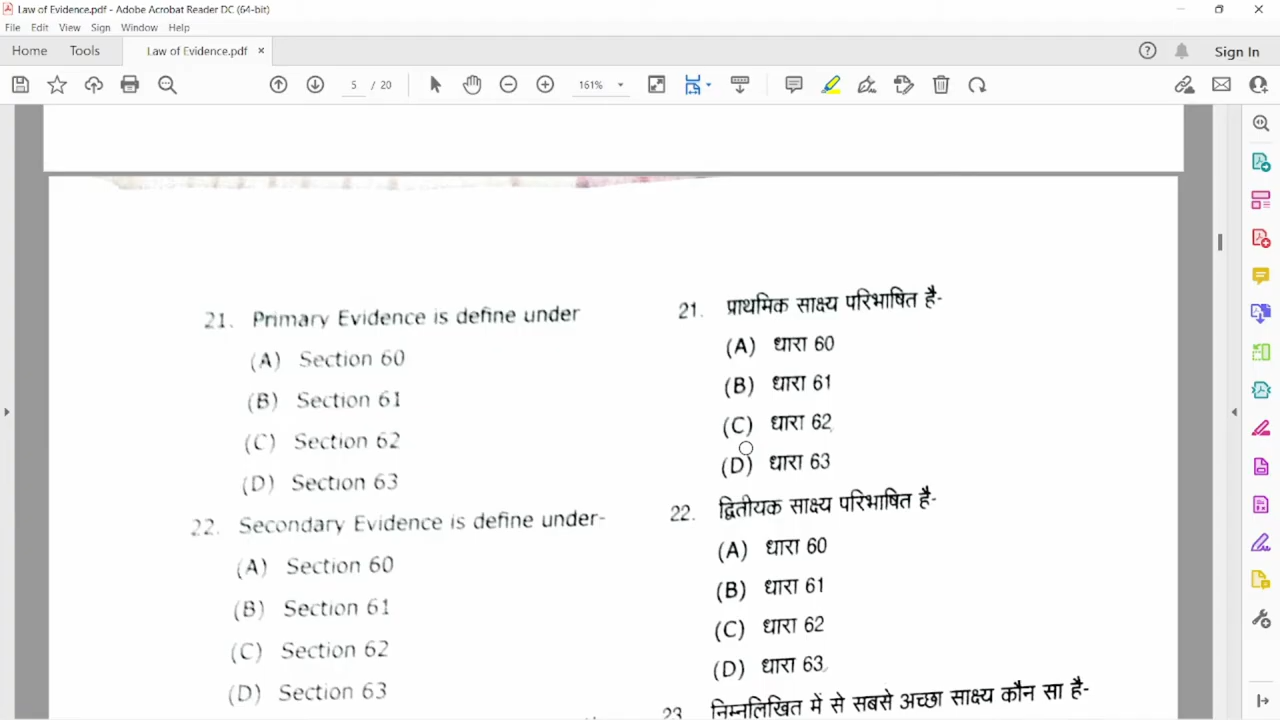 Law of Evidence.pdf - Adobe Acrobat Reader DC (64-bit)
File Edit View Sign Window Help
Home Tools Law of Evidence.pdf × Sign In
5 / 20 161%
21. Primary Evidence is define under
(A) Section 60
(B) Section 61
(C) Section 62
(D) Section 63
22. Secondary Evidence is define under-
(A) Section 60
(B) Section 61
(C) Section 62
(D) Section 63
21. प्राथमिक साक्ष्य परिभाषित है-
(A) धारा 60
(B) धारा 61
(C) धारा 62
(D) धारा 63
22. द्वितीयक साक्ष्य परिभाषित है-
(A) धारा 60
(B) धारा 61
(C) धारा 62
(D) धारा 63
23 निम्नलिखित में से सबसे अच्छा साक्ष्य कौन सा है-